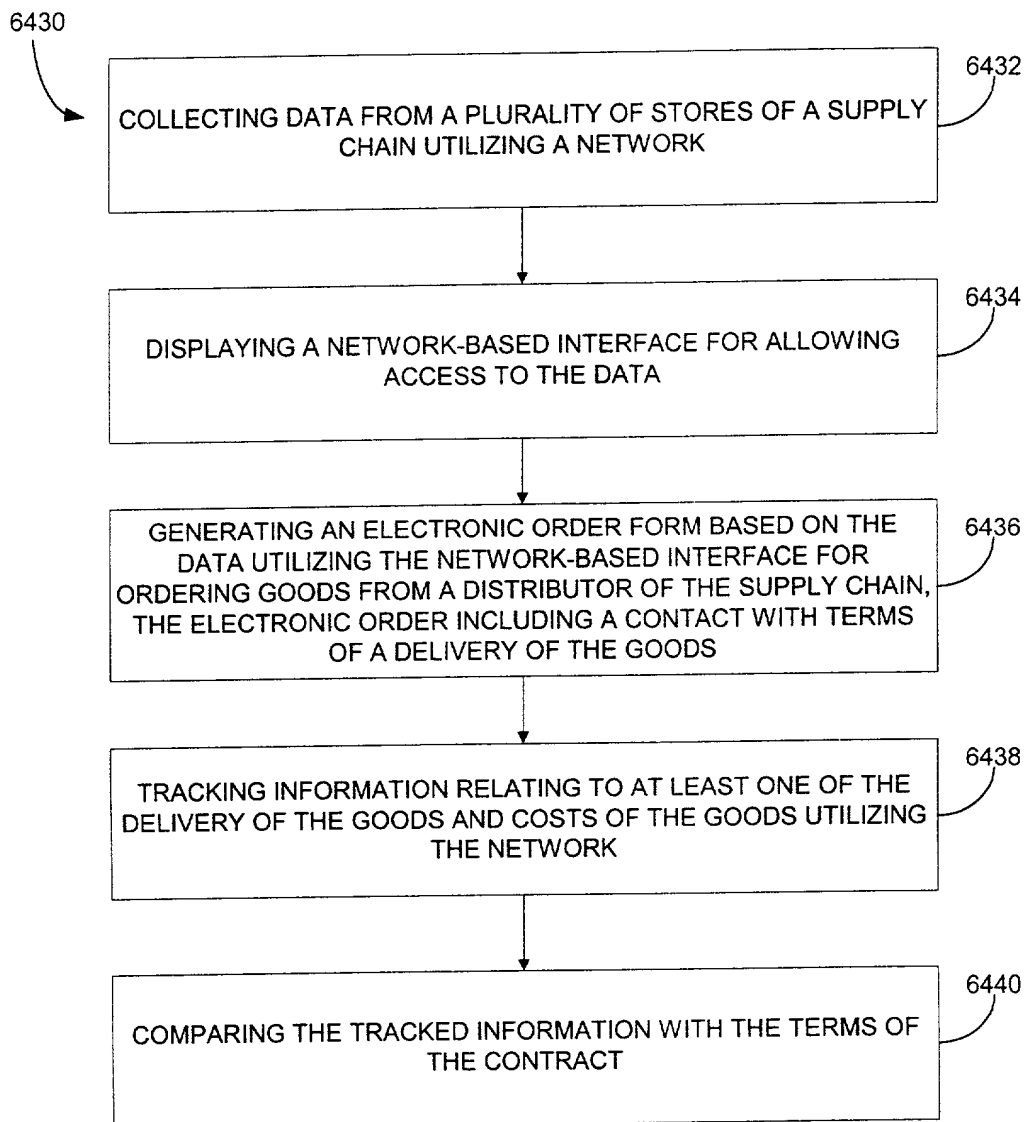 6430
6432
COLLECTING DATA FROM A PLURALITY OF STORES OF A SUPPLY
CHAIN UTILIZING A NETWORK
6434
DISPLAYING A NETWORK-BASED INTERFACE FOR ALLOWING
ACCESS TO THE DATA
6436
GENERATING AN ELECTRONIC ORDER FORM BASED ON THE
DATA UTILIZING THE NETWORK-BASED INTERFACE FOR
ORDERING GOODS FROM A DISTRIBUTOR OF THE SUPPLY CHAIN,
THE ELECTRONIC ORDER INCLUDING A CONTACT WITH TERMS
OF A DELIVERY OF THE GOODS
6438
TRACKING INFORMATION RELATING TO AT LEAST ONE OF THE
DELIVERY OF THE GOODS AND COSTS OF THE GOODS UTILIZING
THE NETWORK
6440
COMPARING THE TRACKED INFORMATION WITH THE TERMS OF
THE CONTRACT